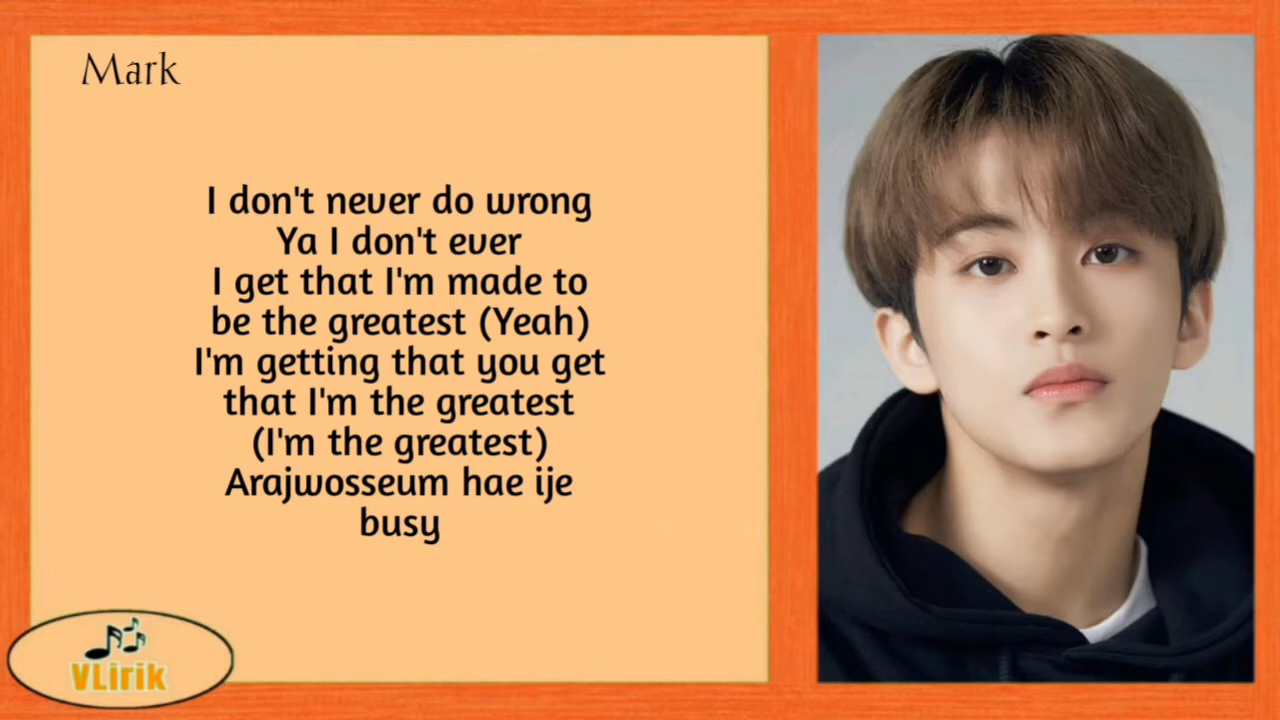 Mark
I don't never do wrong
Ya I don't ever
I get that I'm made to
be the greatest (Yeah)
I'm getting that you get
that I'm the greatest
(I'm the greatest)
Arajwosseum hae ije
busy
VLirik